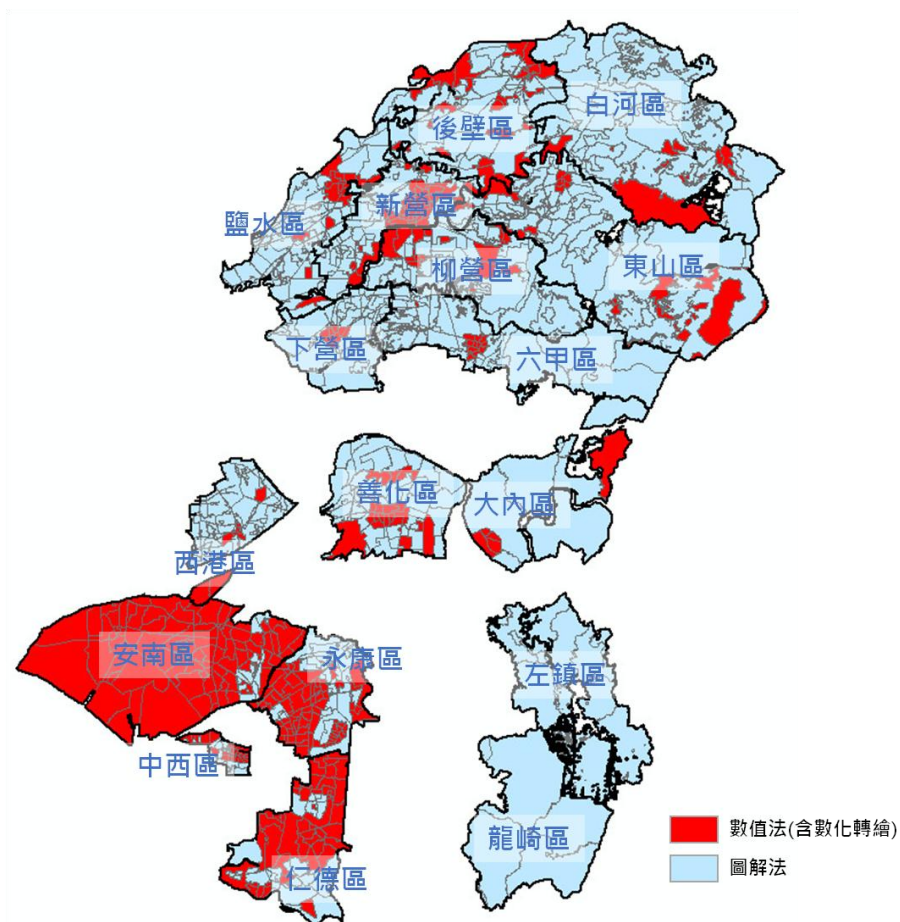 白河區
後壁區
新營區
鹽水區
柳營區
東山區
下營區
六甲區
善化區
大內區
西港區
安南區
永康區
左鎮區
中西區
龍崎區
仁德區
數值法(含數化轉繪)
圖解法